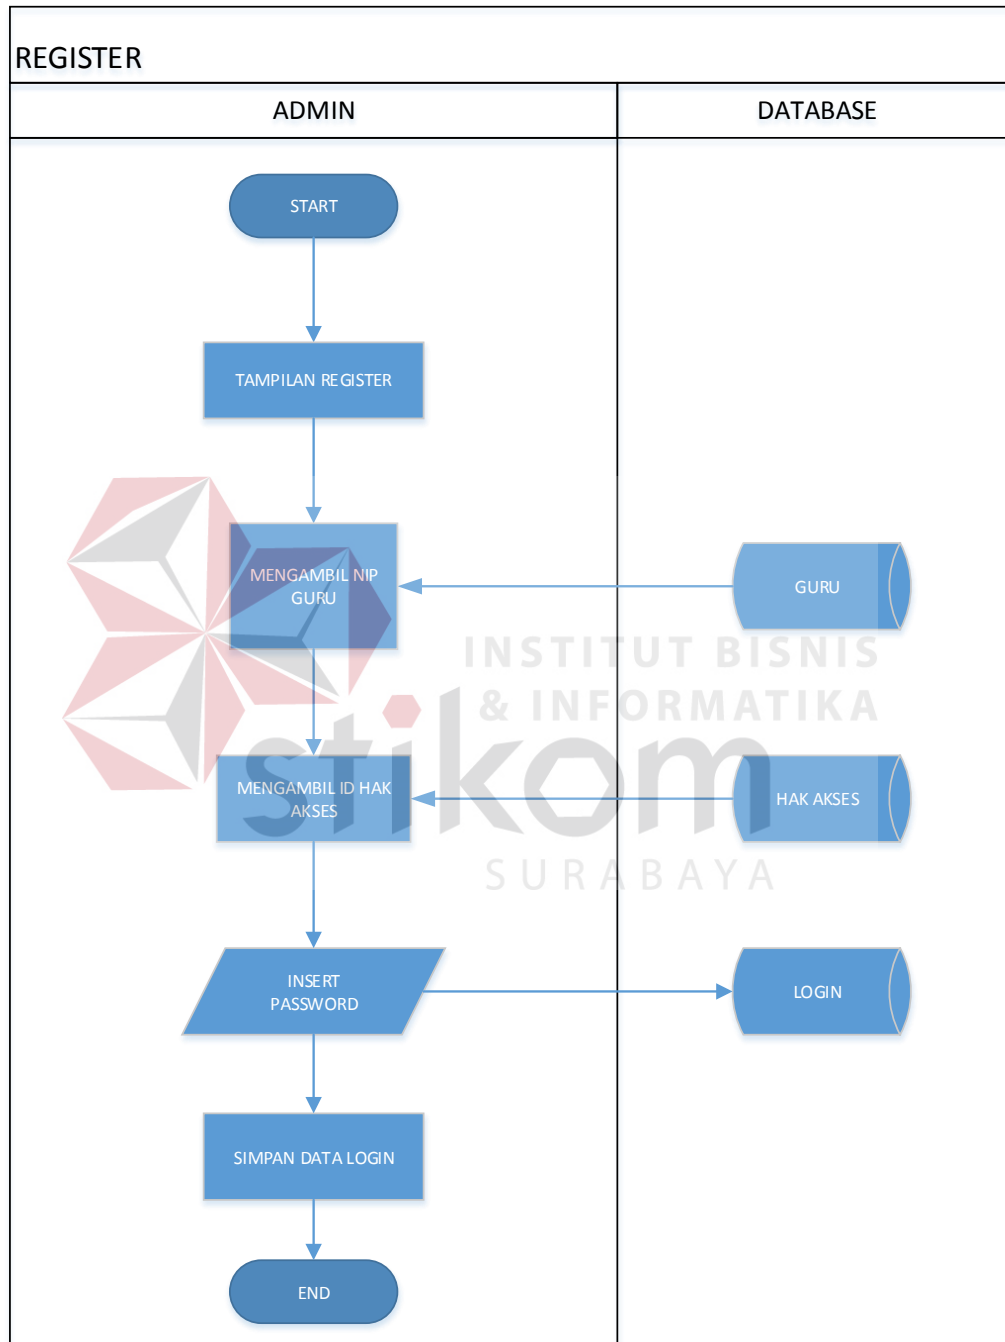 REGISTER
ADMIN
DATABASE
START
TAMPILAN REGISTER
MENGAMBIL NIP
GURU
GURU
INSTITUT BISNIS
& INFORMATIKA
stikom
SURABAYA
MENGAMBIL ID HAK
AKSES
HAK AKSES
INSERT
PASSWORD
LOGIN
SIMPAN DATA LOGIN
END